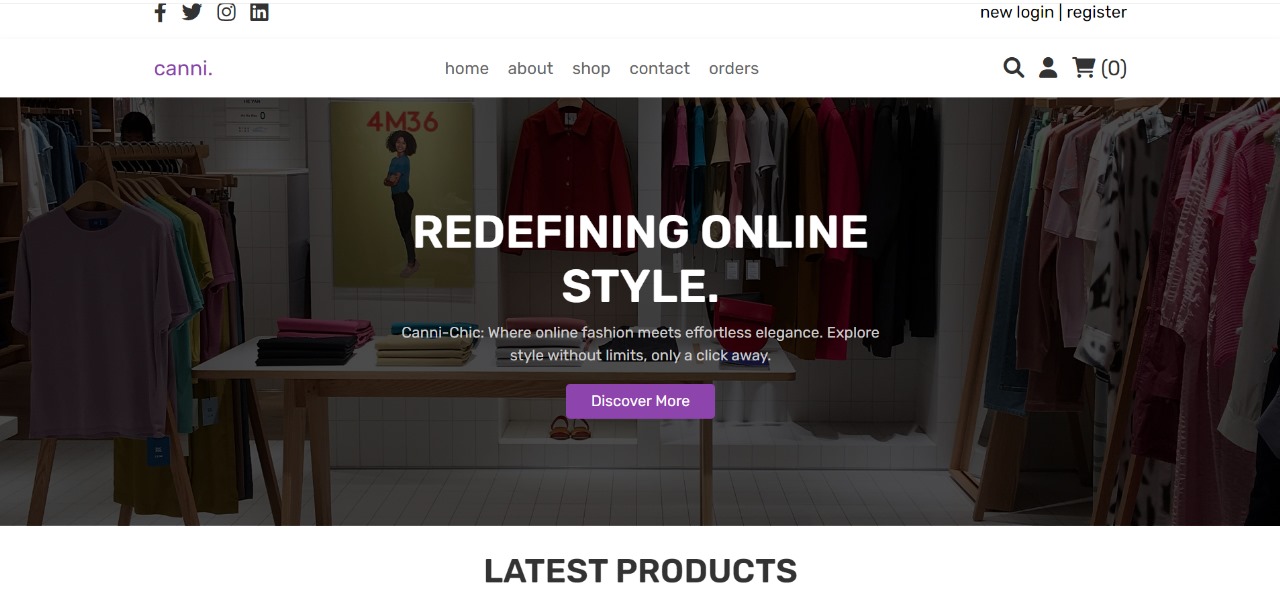 new login | register
canni.
home about shop contact orders
(0)
4M36
REDEFINING ONLINE
STYLE.
Canni-Chic: Where online fashion meets effortless elegance. Explore
style without limits, only a click away.
Discover More
LATEST PRODUCTS